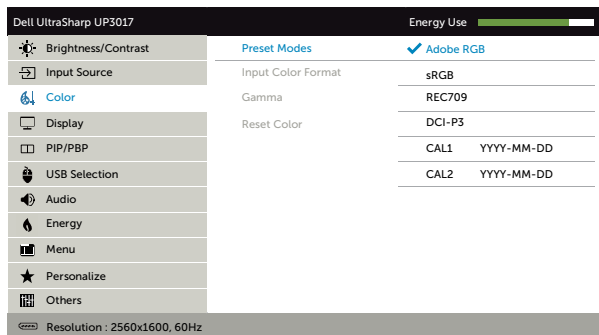 Dell UltraSharp UP3017 Energy Use
Brightness/Contrast Preset Modes Adobe RGB
Input Source Input Color Format sRGB
Color Gamma REC709
Display Reset Color DCI-P3
PIP/PBP CAL1 YYYY-MM-DD
USB Selection CAL2 YYYY-MM-DD
Audio
Energy
Menu
Personalize
Others
Resolution : 2560x1600, 60Hz